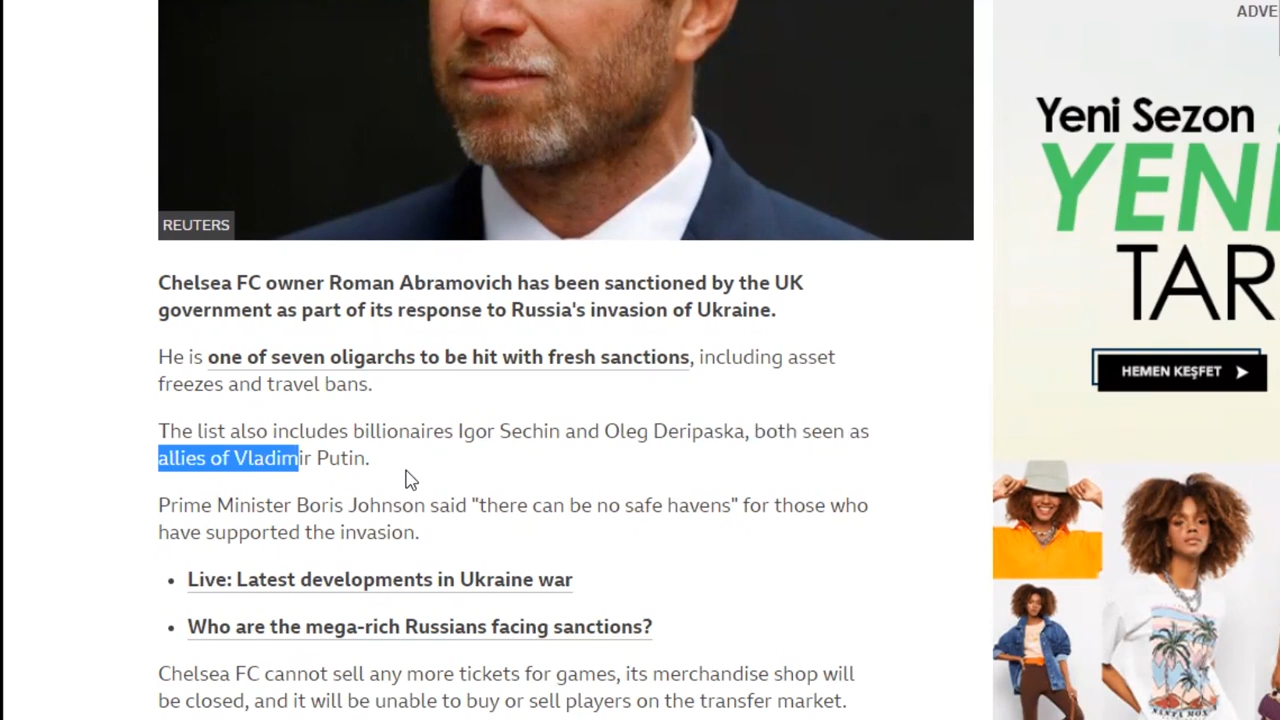 ADVE
REUTERS
Chelsea FC owner Roman Abramovich has been sanctioned by the UK
government as part of its response to Russia's invasion of Ukraine.
He is one of seven oligarchs to be hit with fresh sanctions, including asset
freezes and travel bans.
The list also includes billionaires Igor Sechin and Oleg Deripaska, both seen as
allies of Vladimir Putin.
Prime Minister Boris Johnson said "there can be no safe havens" for those who
have supported the invasion.
• Live: Latest developments in Ukraine war
• Who are the mega-rich Russians facing sanctions?
Chelsea FC cannot sell any more tickets for games, its merchandise shop will
be closed, and it will be unable to buy or sell players on the transfer market.
Yeni Sezon
YENİ
TAR
HEMEN KEŞFET